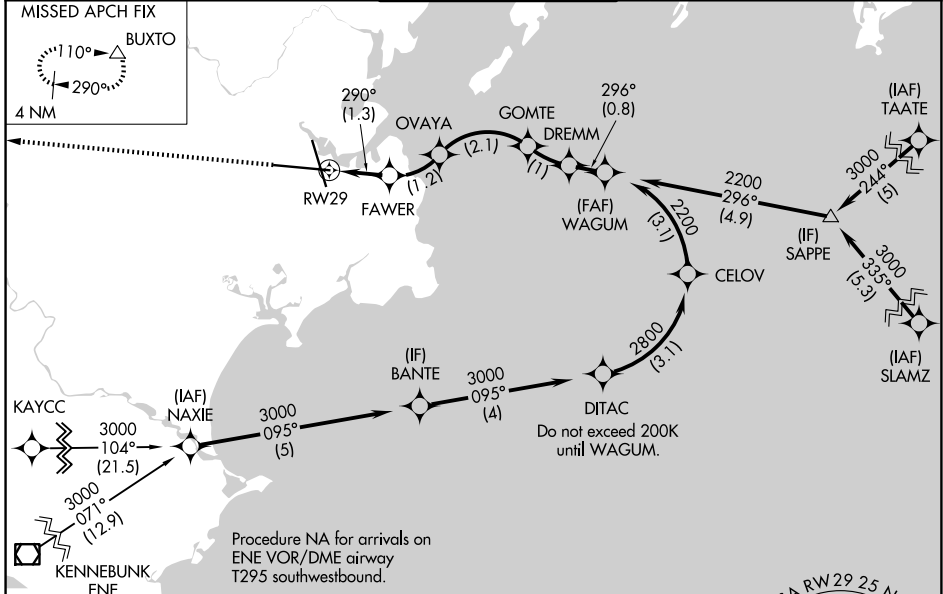 MISSED APCH FIX
BUXTO
110°
290°
4 NM
290°
(1.3)
OVAYA
GOMTE
DREMM
296°
(0.8)
(IAF)
TAATE
3000
244°
(5)
(2.1)
(1)
(1.2)
RW29
FAWER
(FAF)
WAGUM
2200
296°
(4.9)
(IF)
SAPPE
2200
(3.1)
3000
335°
(5.3)
(IAF)
SLAMZ
CELOV
2800
(3.1)
(IF)
BANTE
3000
095°
(4)
DITAC
Do not exceed 200K
until WAGUM.
KAYCC
(IAF)
NAXIE
3000
104°
(21.5)
3000
095°
(5)
3000
071°
(12.9)
KENNEBUNK
ENE
Procedure NA for arrivals on
ENE VOR/DME airway
T295 southwestbound.
RW29 25